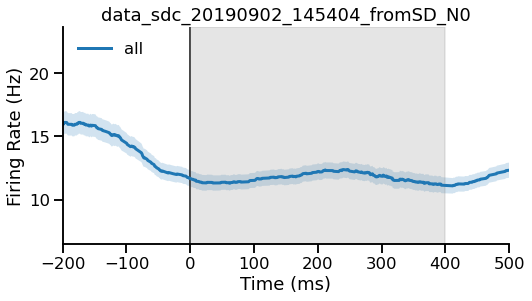 data_sdc_20190902_145404_fromSD_N0
all
Firing Rate (Hz)
20
15
10
−200 −100 0 100 200 300 400 500
Time (ms)